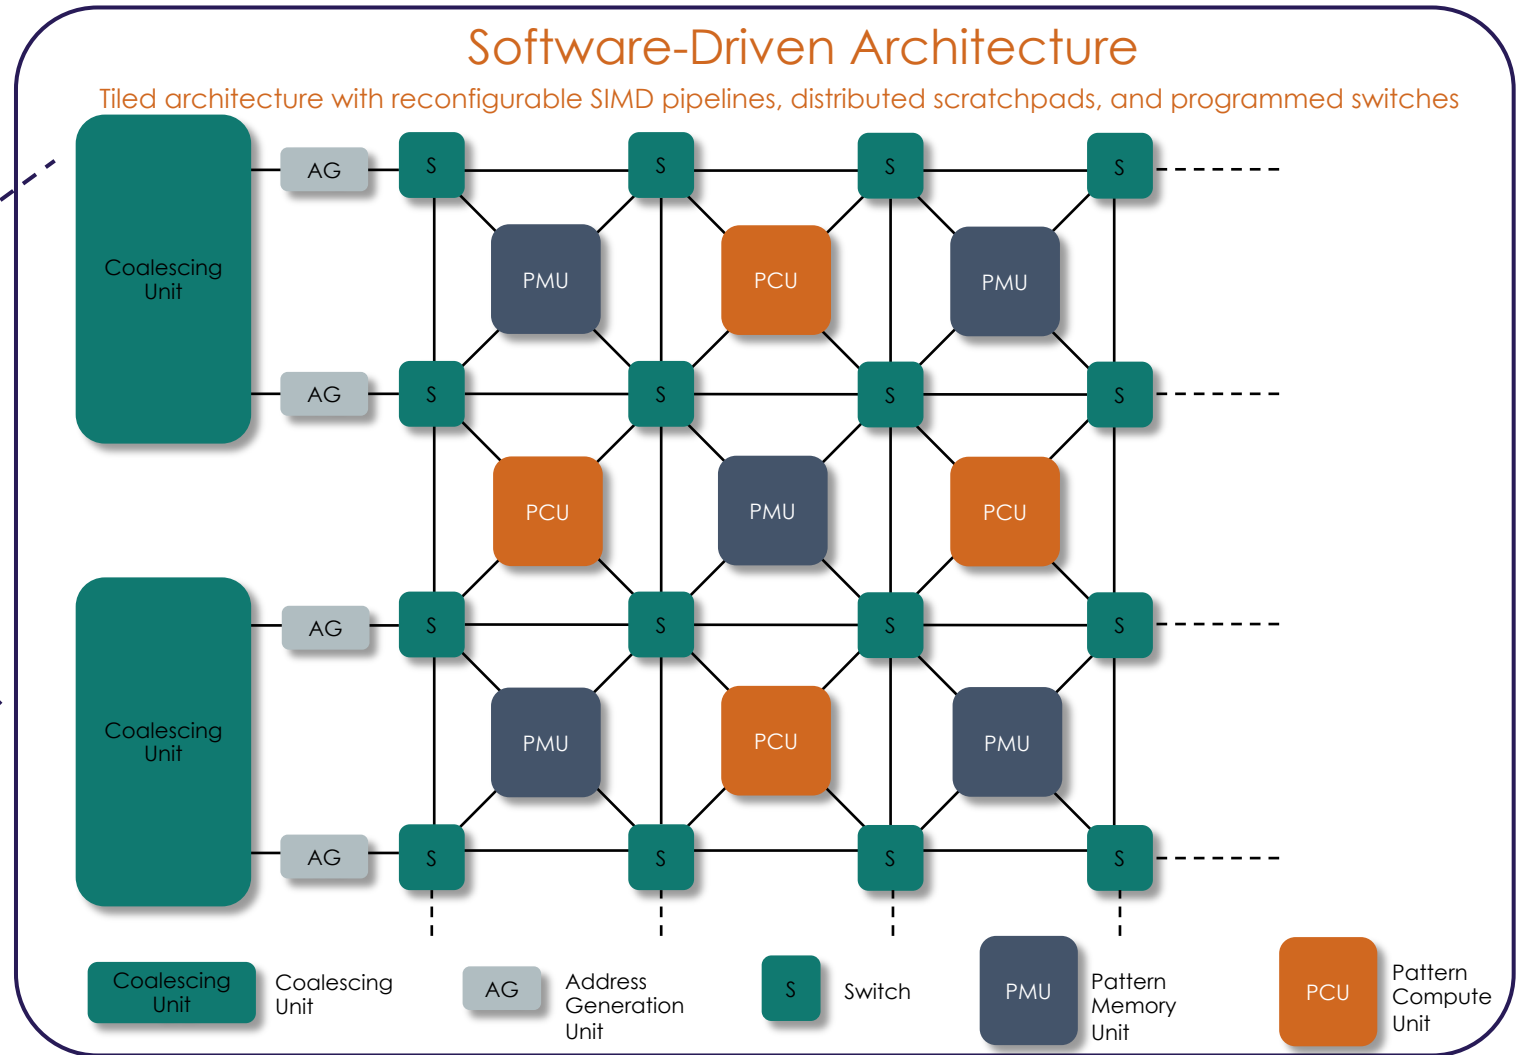 Software-Driven Architecture
Tiled architecture with reconfigurable SIMD pipelines, distributed scratchpads, and programmed switches
AG
S
S
S
S
Coalescing
Unit
PMU
PCU
PMU
AG
S
S
S
S
PCU
PMU
PCU
AG
S
S
S
S
Coalescing
Unit
PMU
PCU
PMU
AG
S
S
S
S
Coalescing
Unit
Coalescing
Unit
AG
Address
Generation
Unit
S
Switch
PMU
Pattern
Memory
Unit
PCU
Pattern
Compute
Unit